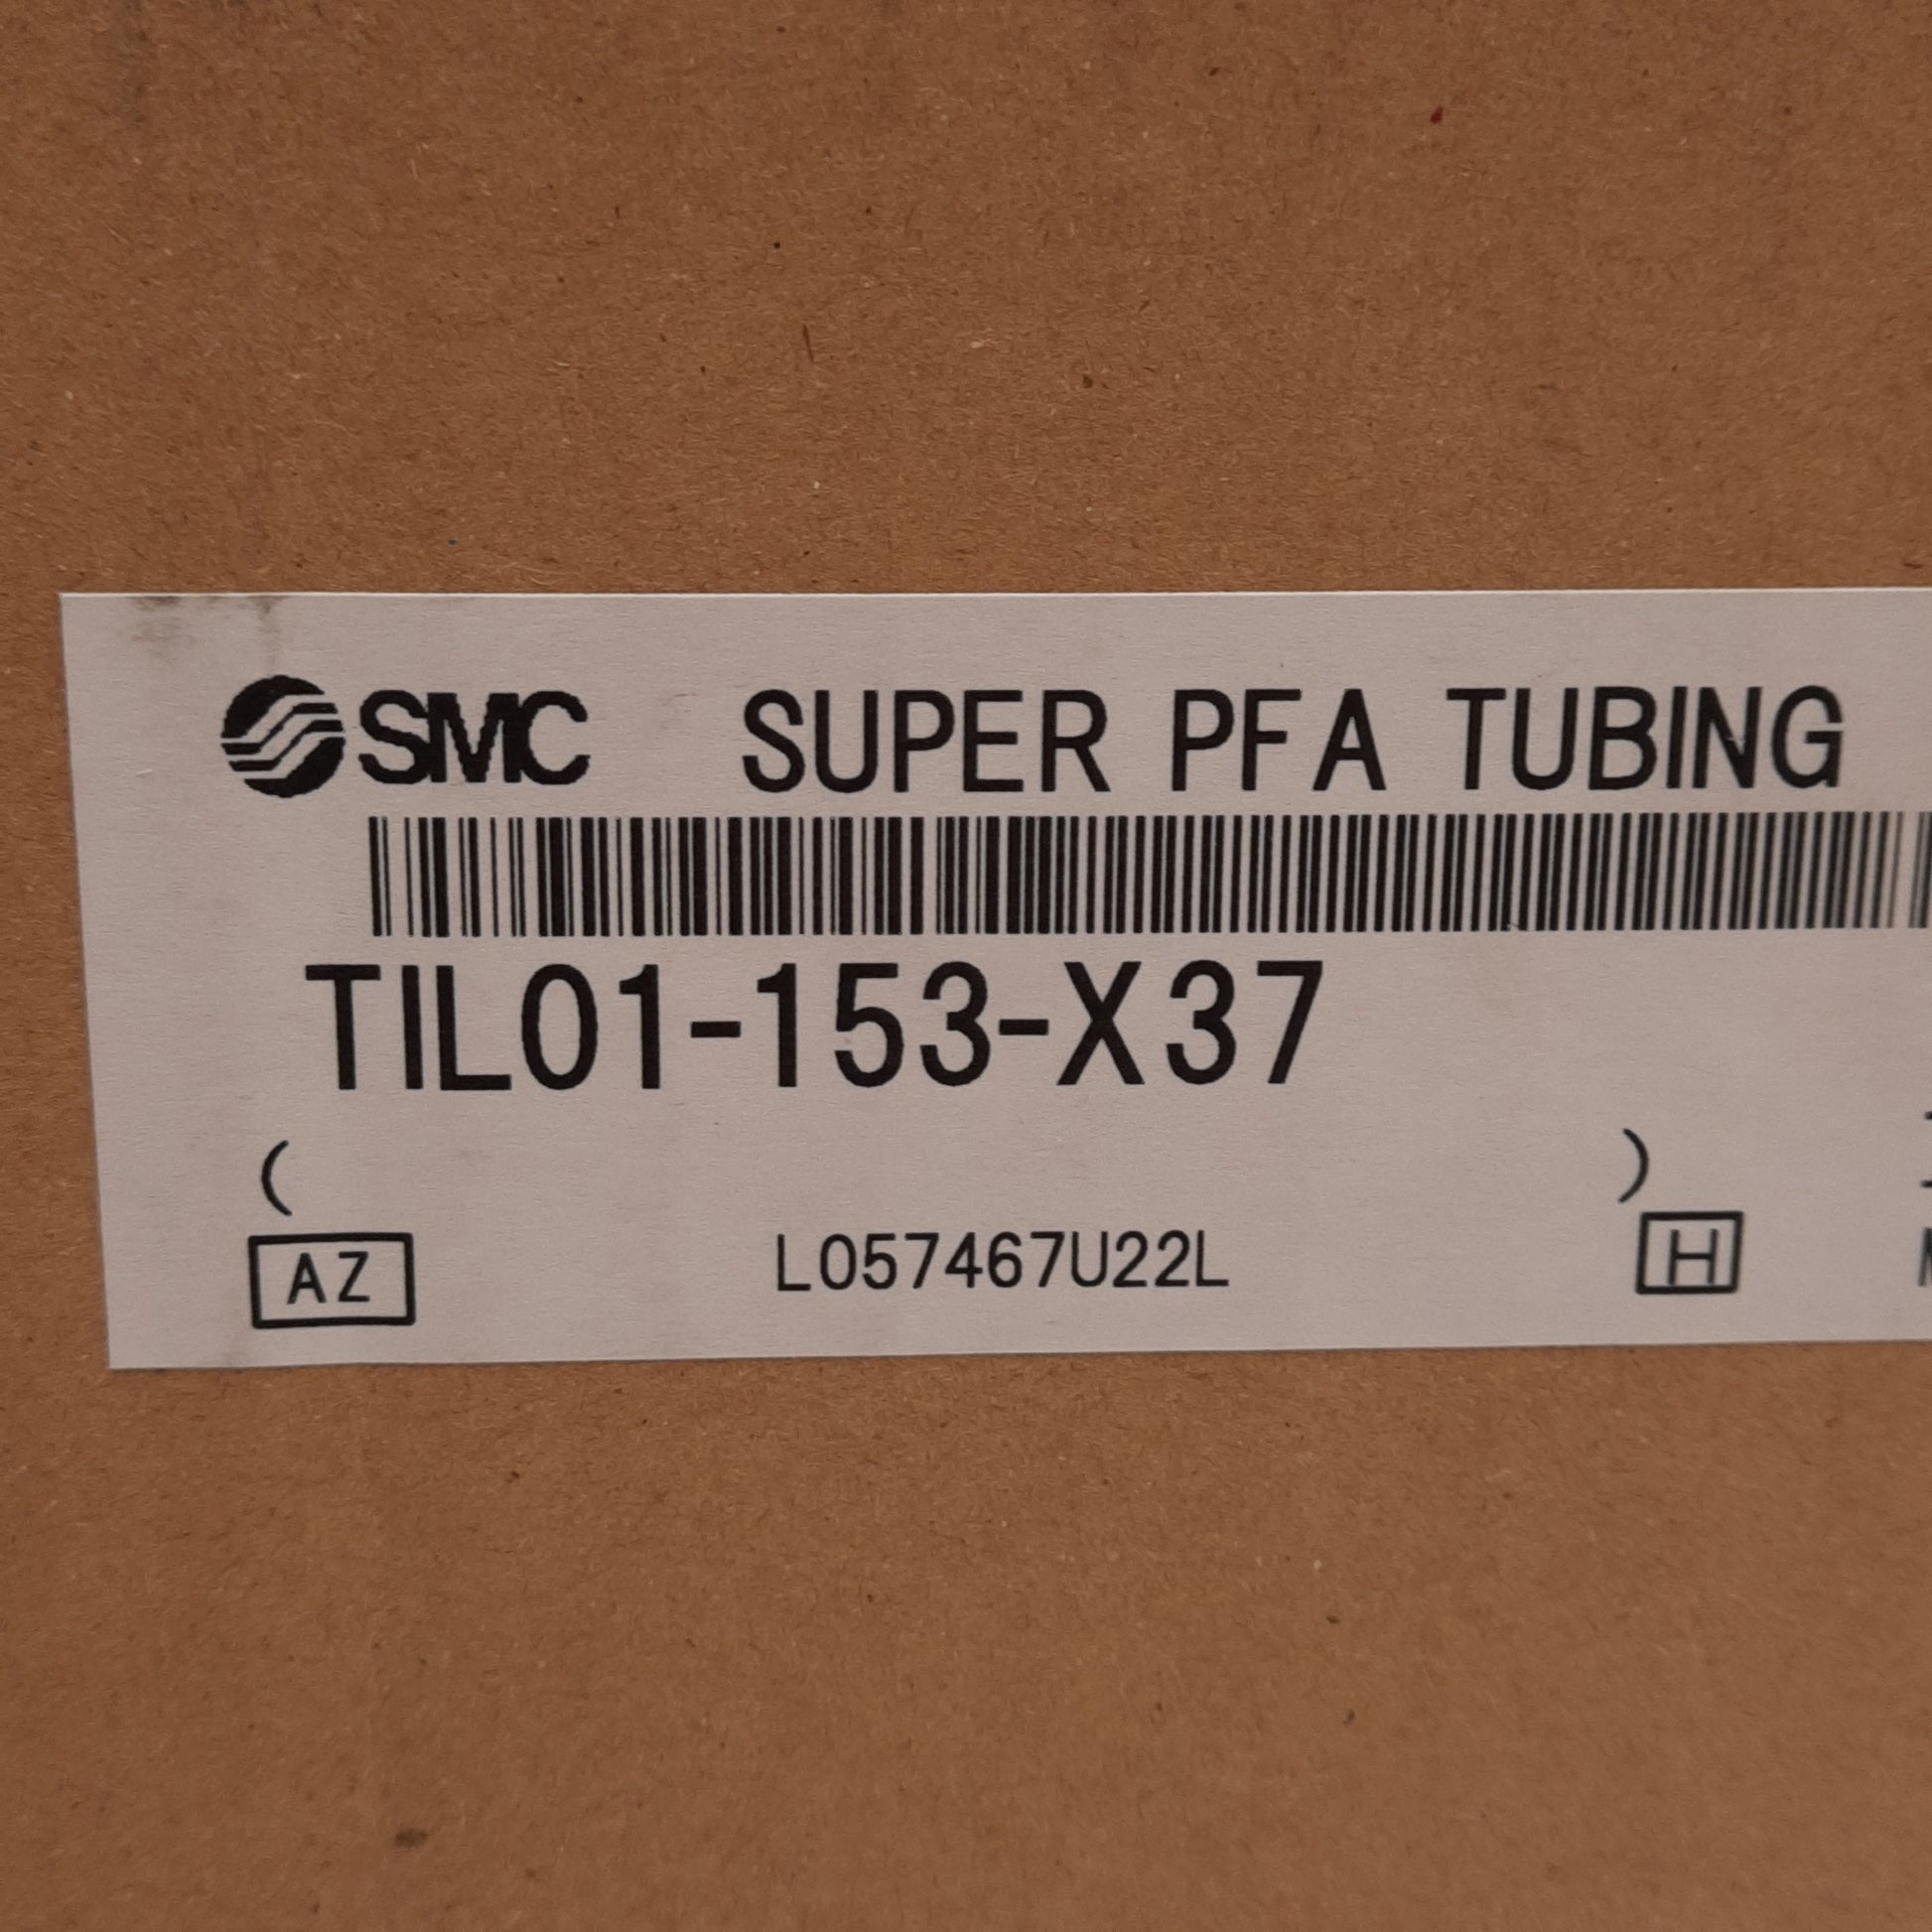 SMC SUPER PFA TUBING
TIL01-153-X37
( )
AZ L057467U22L H